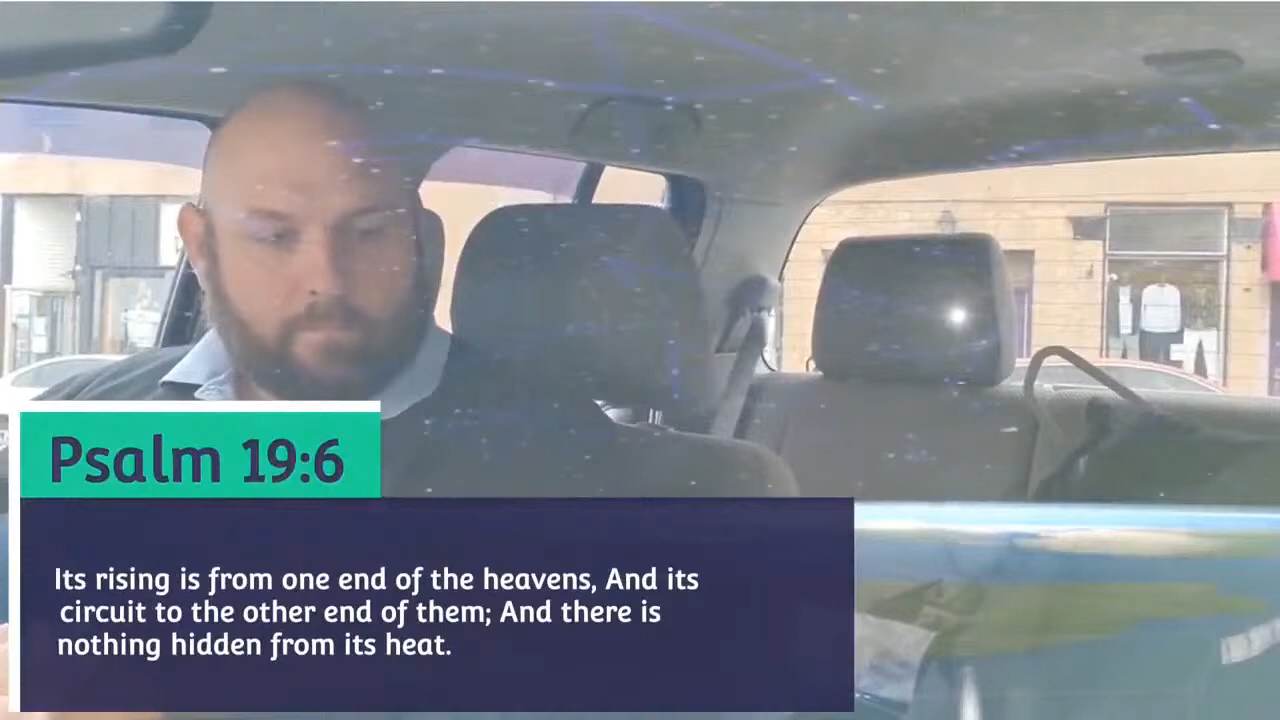 Psalm 19:6
Its rising is from one end of the heavens, And its
circuit to the other end of them; And there is
nothing hidden from its heat.